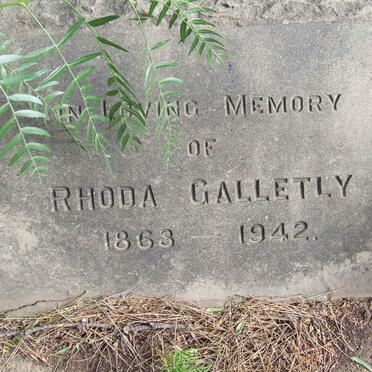 IN LOVING MEMORY
OF
RHODA GALLETLY
1863 — 1942.